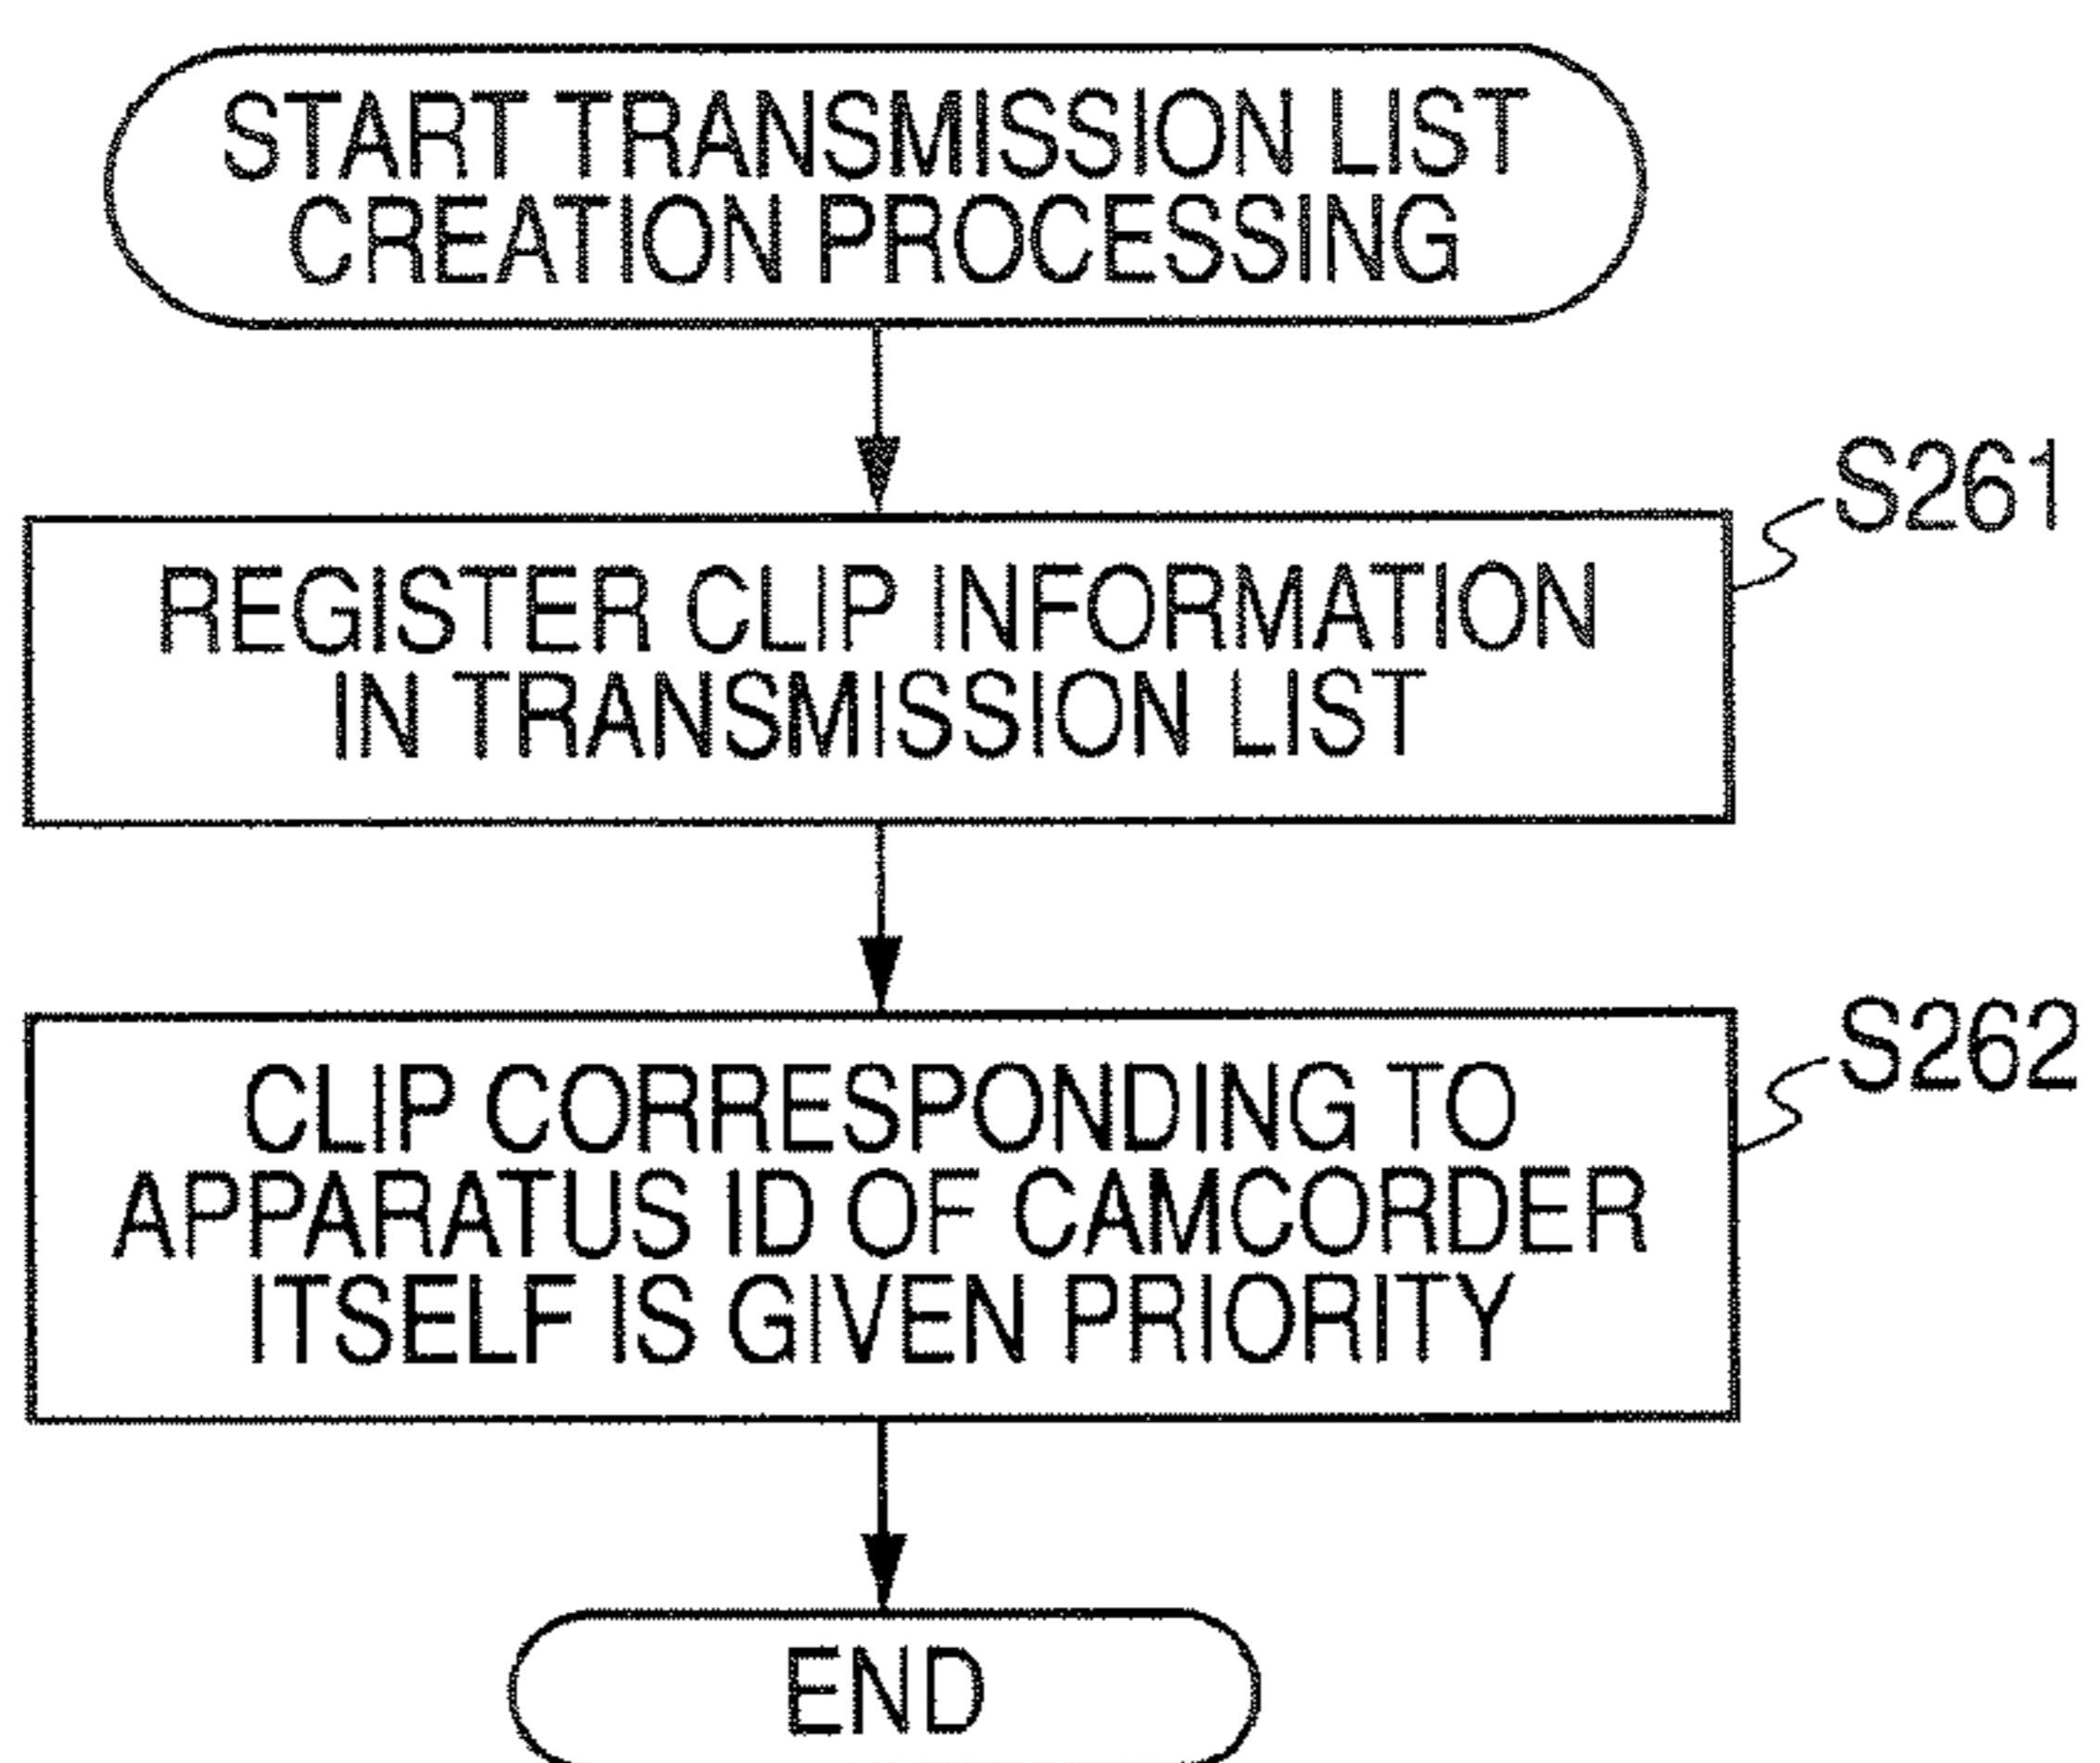 START TRANSMISSION LIST
CREATION PROCESSING
S261
REGISTER CLIP INFORMATION
IN TRANSMISSION LIST
S262
CLIP CORRESPONDING TO
APPARATUS ID OF CAMCORDER
ITSELF IS GIVEN PRIORITY
END